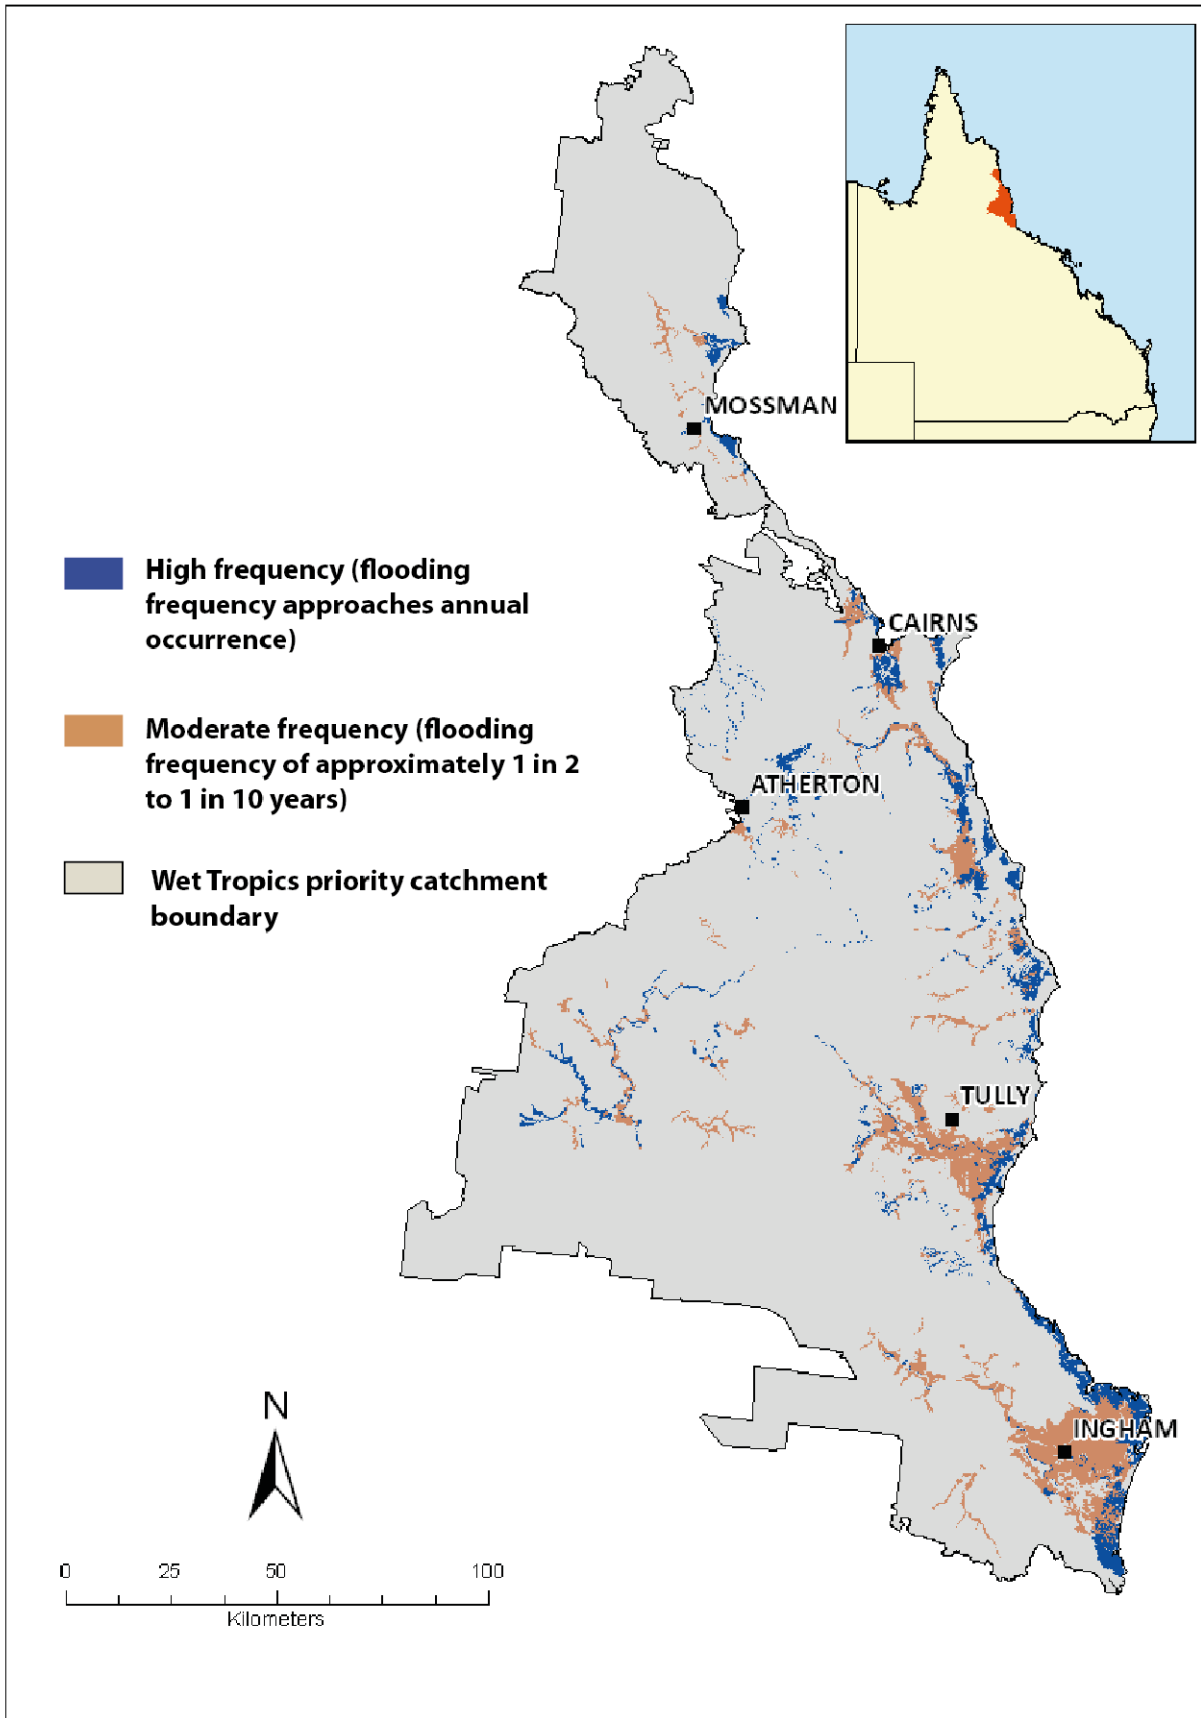 MOSSMAN
High frequency (flooding
frequency approaches annual
occurrence)
CAIRNS
Moderate frequency (flooding
frequency of approximately 1 in 2
to 1 in 10 years)
ATHERTON
Wet Tropics priority catchment
boundary
TULLY
N
INGHAM
0 25 50 100
Kilometers